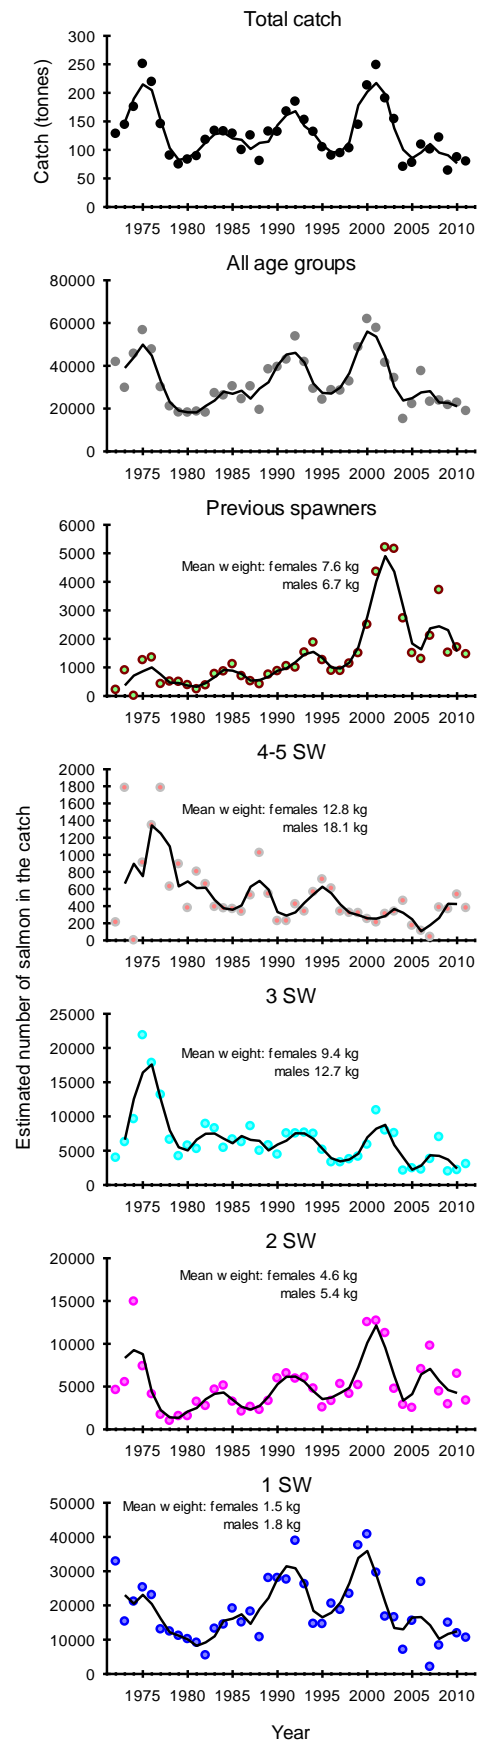 Total catch
Catch (tonnes)
300
250
200
150
100
50
0
1975 1980 1985 1990 1995 2000 2005 2010
All age groups
80000
60000
40000
20000
0
1975 1980 1985 1990 1995 2000 2005 2010
Previous spawners
6000
5000
4000
3000
2000
1000
0
Mean weight: females 7.6 kg
males 6.7 kg
1975 1980 1985 1990 1995 2000 2005 2010
Estimated number of salmon in the catch
4-5 SW
2000
1800
1600
1400
1200
1000
800
600
400
200
0
Mean weight: females 12.8 kg
males 18.1 kg
1975 1980 1985 1990 1995 2000 2005 2010
3 SW
25000
20000
15000
10000
5000
0
Mean weight: females 9.4 kg
males 12.7 kg
1975 1980 1985 1990 1995 2000 2005 2010
2 SW
20000
15000
10000
5000
0
Mean weight: females 4.6 kg
males 5.4 kg
1975 1980 1985 1990 1995 2000 2005 2010
1 SW
50000
40000
30000
20000
10000
0
Mean weight: females 1.5 kg
males 1.8 kg
1975 1980 1985 1990 1995 2000 2005 2010
Year